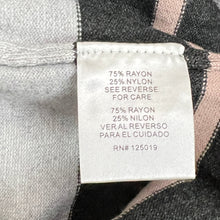 75% RAYON
25% NYLON
SEE REVERSE
FOR CARE
75% RAYON
25% NILON
VER AL REVERSO
PARA EL CUIDADO
RN# 125019